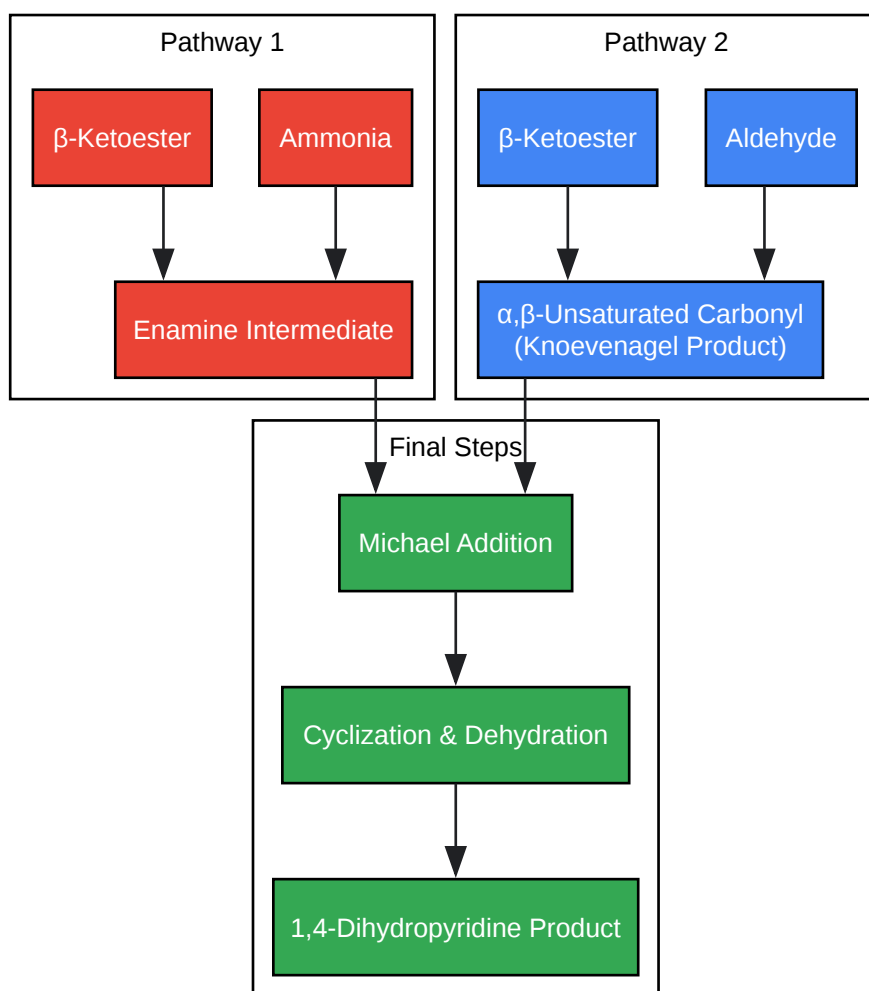 Pathway 1
β-Ketoester
Ammonia
Enamine Intermediate
Pathway 2
β-Ketoester
Aldehyde
α,β-Unsaturated Carbonyl
(Knoevenagel Product)
Final Steps
Michael Addition
Cyclization & Dehydration
1,4-Dihydropyridine Product